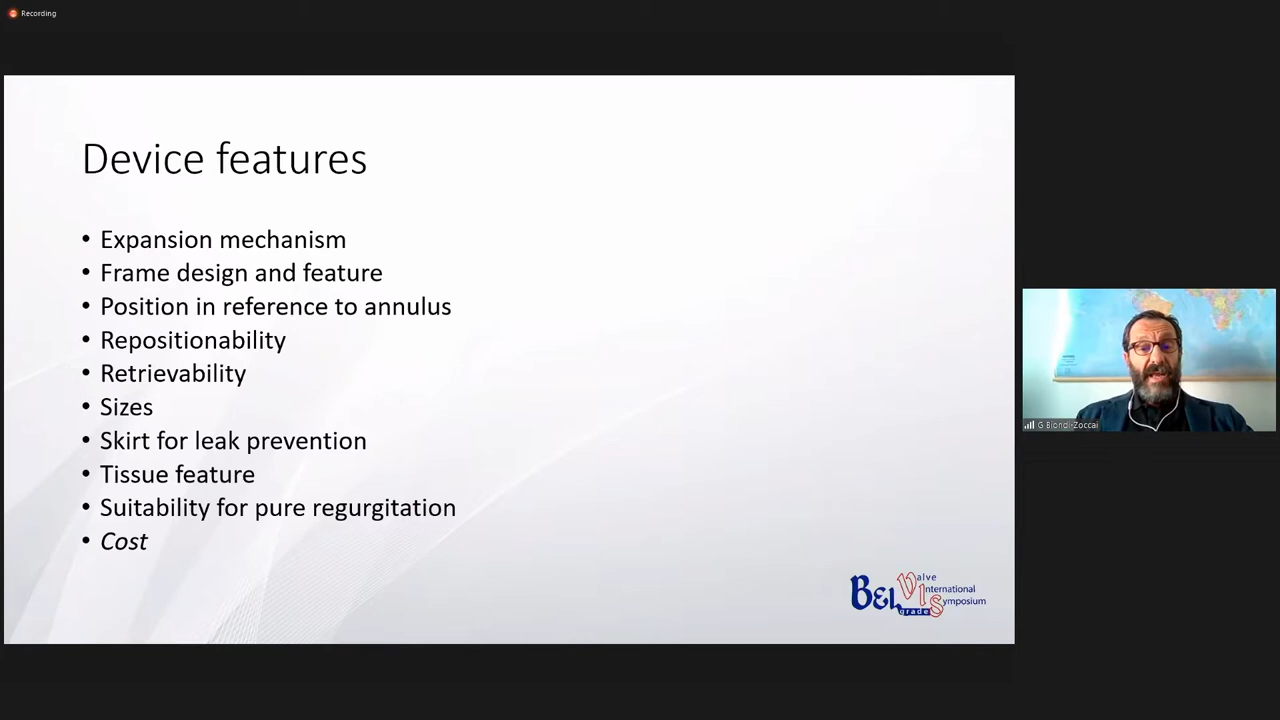 Recording
Device features
• Expansion mechanism
• Frame design and feature
• Position in reference to annulus
• Repositionability
• Retrievability
• Sizes
• Skirt for leak prevention
• Tissue feature
• Suitability for pure regurgitation
• Cost
BELgrade Valve International Symposium
G Biondi-Zoccai